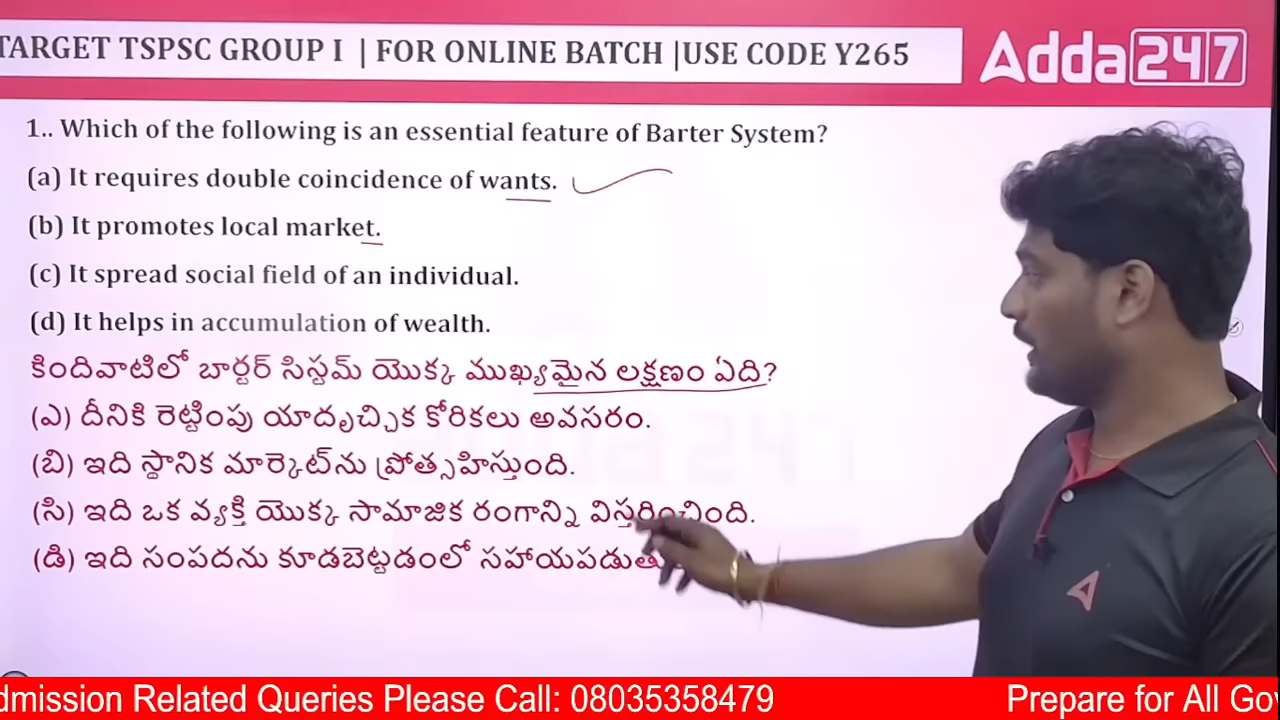 TARGET TSPSC GROUP I | FOR ONLINE BATCH |USE CODE Y265
Adda247
1.. Which of the following is an essential feature of Barter System?
(a) It requires double coincidence of wants.
(b) It promotes local market.
(c) It spread social field of an individual.
(d) It helps in accumulation of wealth.
కిందివాటిలో బార్టర్ సిస్టమ్ యొక్క ముఖ్యమైన లక్షణం ఏది?
(ఎ) దీనికి రెట్టింపు యాదృచ్చిక కోరికలు అవసరం.
(బి) ఇది స్థానిక మార్కెట్‌ను ప్రోత్సహిస్తుంది.
(సి) ఇది ఒక వ్యక్తి యొక్క సామాజిక రంగాన్ని విస్తరించింది.
(డి) ఇది సంపదను కూడబెట్టడంలో
dmission Related Queries Please Call: 08035358479 Prepare for All Gov